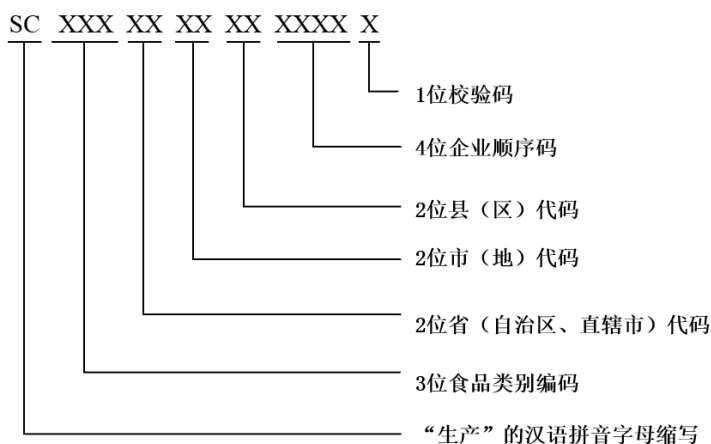 SC XXX XX XX XX XXXX X
1位校验码
4位企业顺序码
2位县（区）代码
2位市（地）代码
2位省（自治区、直辖市）代码
3位食品类别编码
“生产”的汉语拼音字母缩写